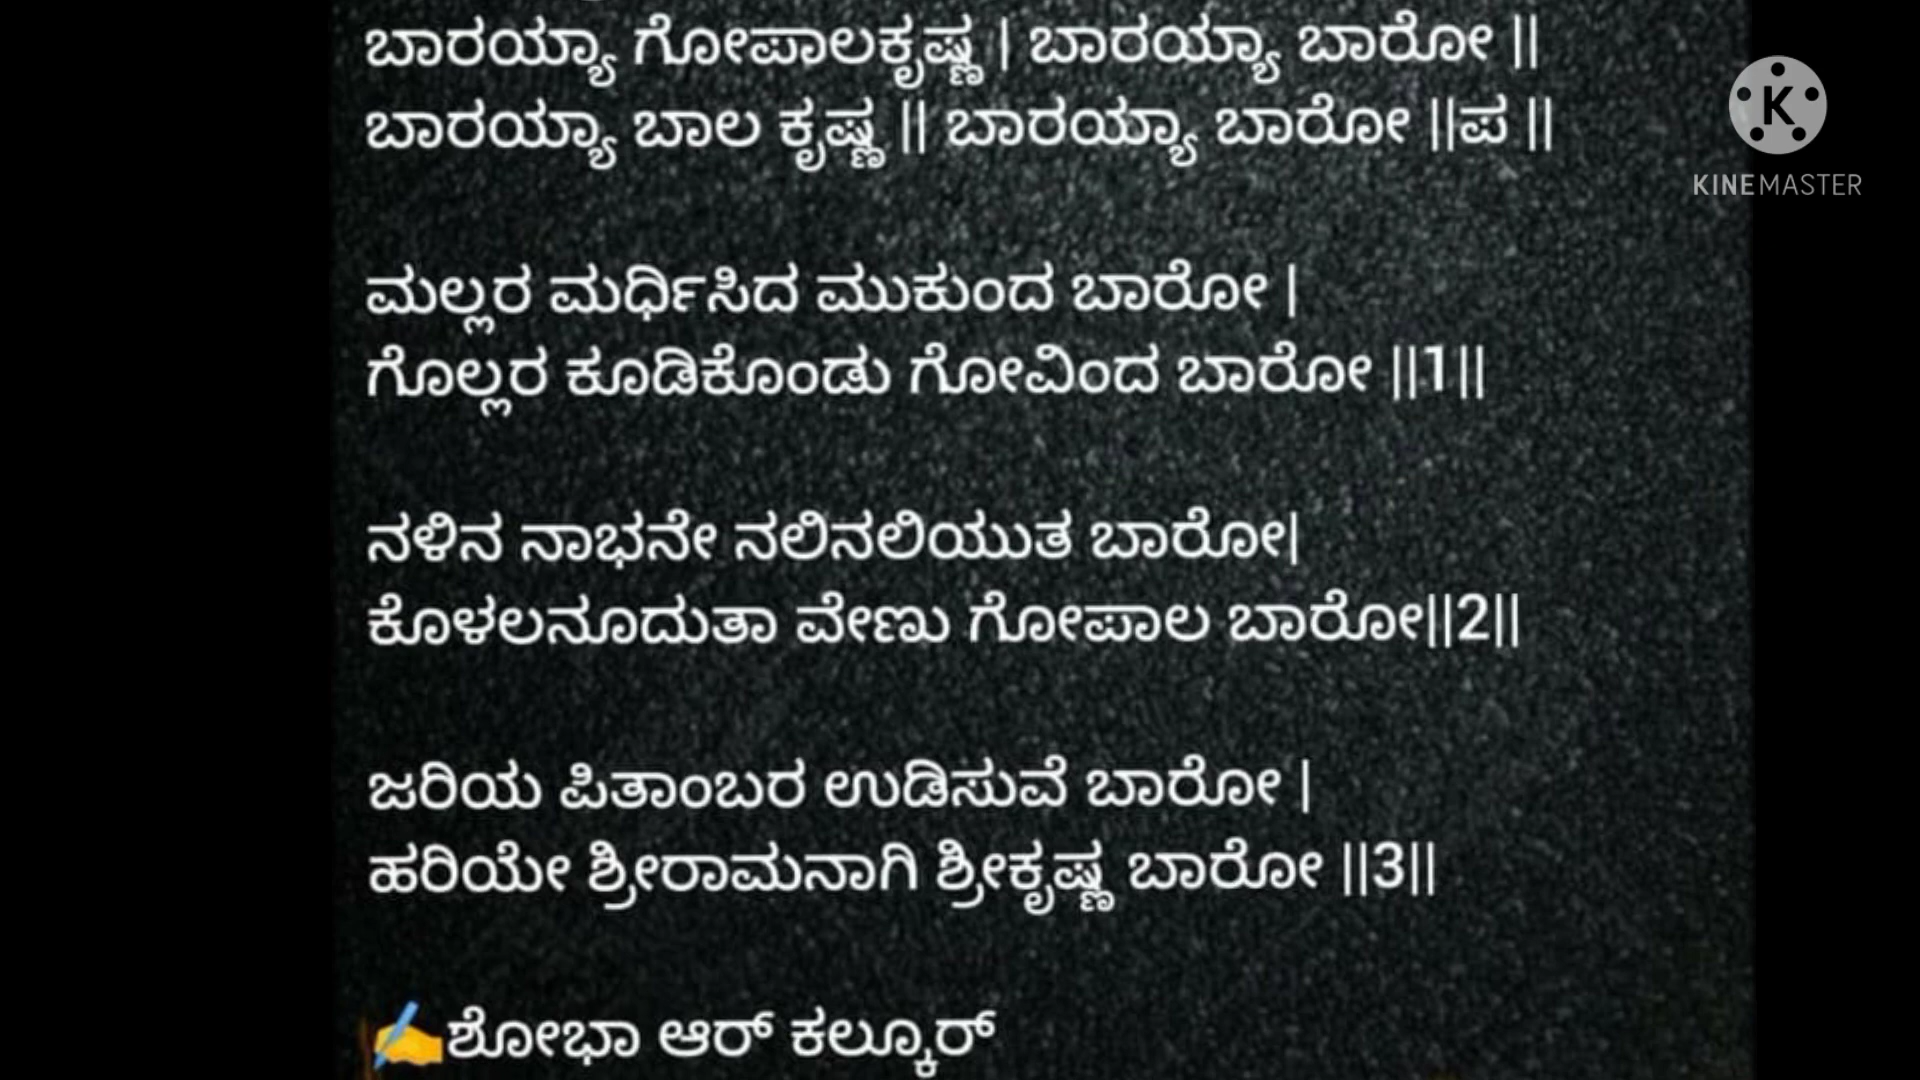 ಬಾರಯ್ಯಾ ಗೋಪಾಲಕೃಷ್ಣ | ಬಾರಯ್ಯಾ ಬಾರೋ ||
ಬಾರಯ್ಯಾ ಬಾಲ ಕೃಷ್ಣ || ಬಾರಯ್ಯಾ ಬಾರೋ ||ಪ ||
ಮಲ್ಲರ ಮರ್ಧಿಸಿದ ಮುಕುಂದ ಬಾರೋ |
ಗೊಲ್ಲರ ಕೂಡಿಕೊಂಡು ಗೋವಿಂದ ಬಾರೋ ||1||
ನಳಿನ ನಾಭನೇ ನಲಿನಲಿಯುತ ಬಾರೋ|
ಕೊಳಲನೂದುತಾ ವೇಣು ಗೋಪಾಲ ಬಾರೋ||2||
ಜರಿಯ ಪಿತಾಂಬರ ಉಡಿಸುವೆ ಬಾರೋ |
ಹರಿಯೇ ಶ್ರೀರಾಮನಾಗಿ ಶ್ರೀಕೃಷ್ಣ ಬಾರೋ ||3||
✍ಶೋಭಾ ಆರ್ ಕಲ್ಕೂರ್
K
KINEMASTER